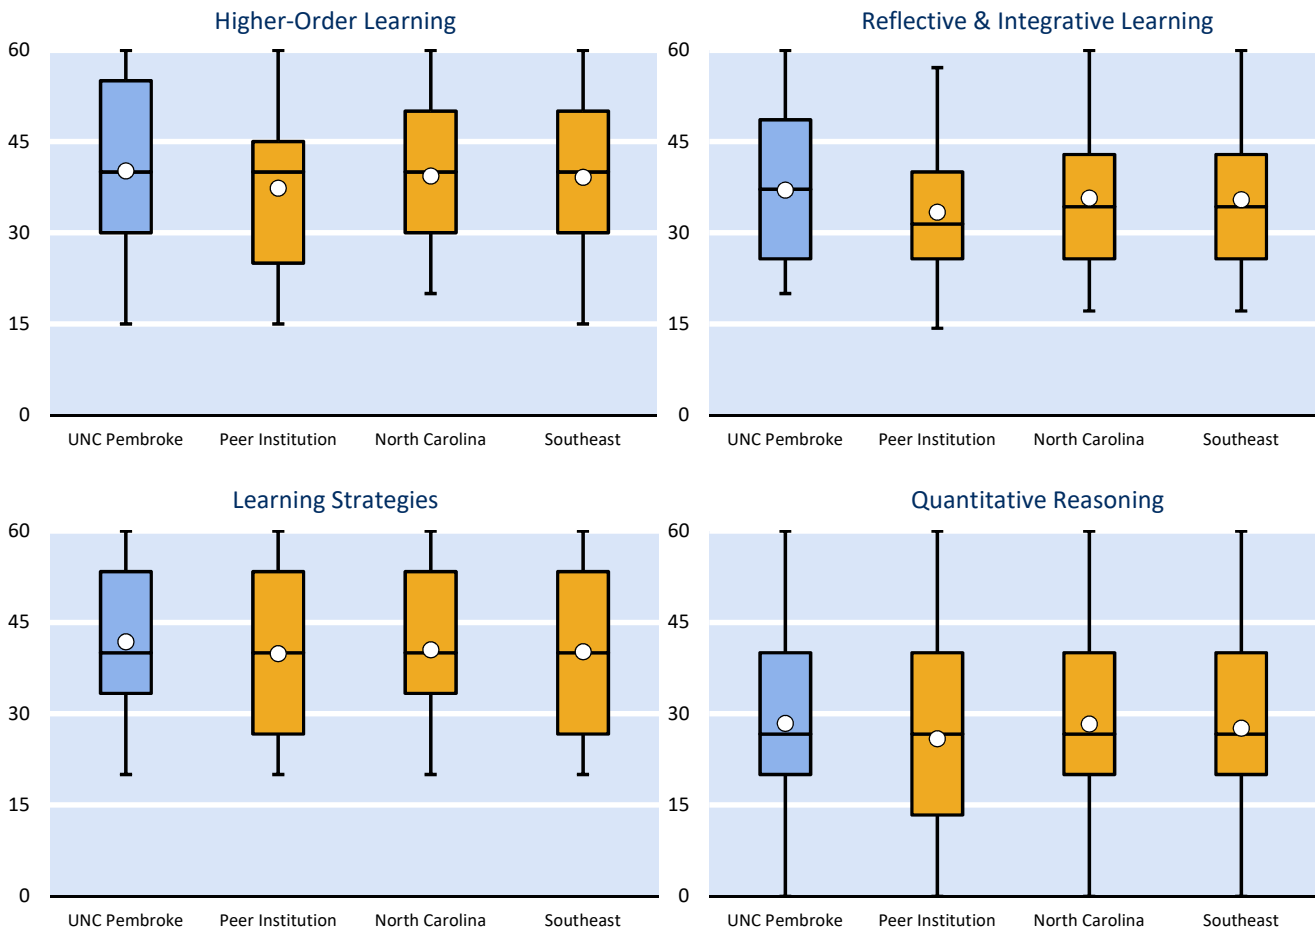 Higher-Order Learning
60
45
30
15
0
UNC Pembroke Peer Institution North Carolina Southeast
Reflective & Integrative Learning
60
45
30
15
0
UNC Pembroke Peer Institution North Carolina Southeast
Learning Strategies
60
45
30
15
0
UNC Pembroke Peer Institution North Carolina Southeast
Quantitative Reasoning
60
45
30
15
0
UNC Pembroke Peer Institution North Carolina Southeast